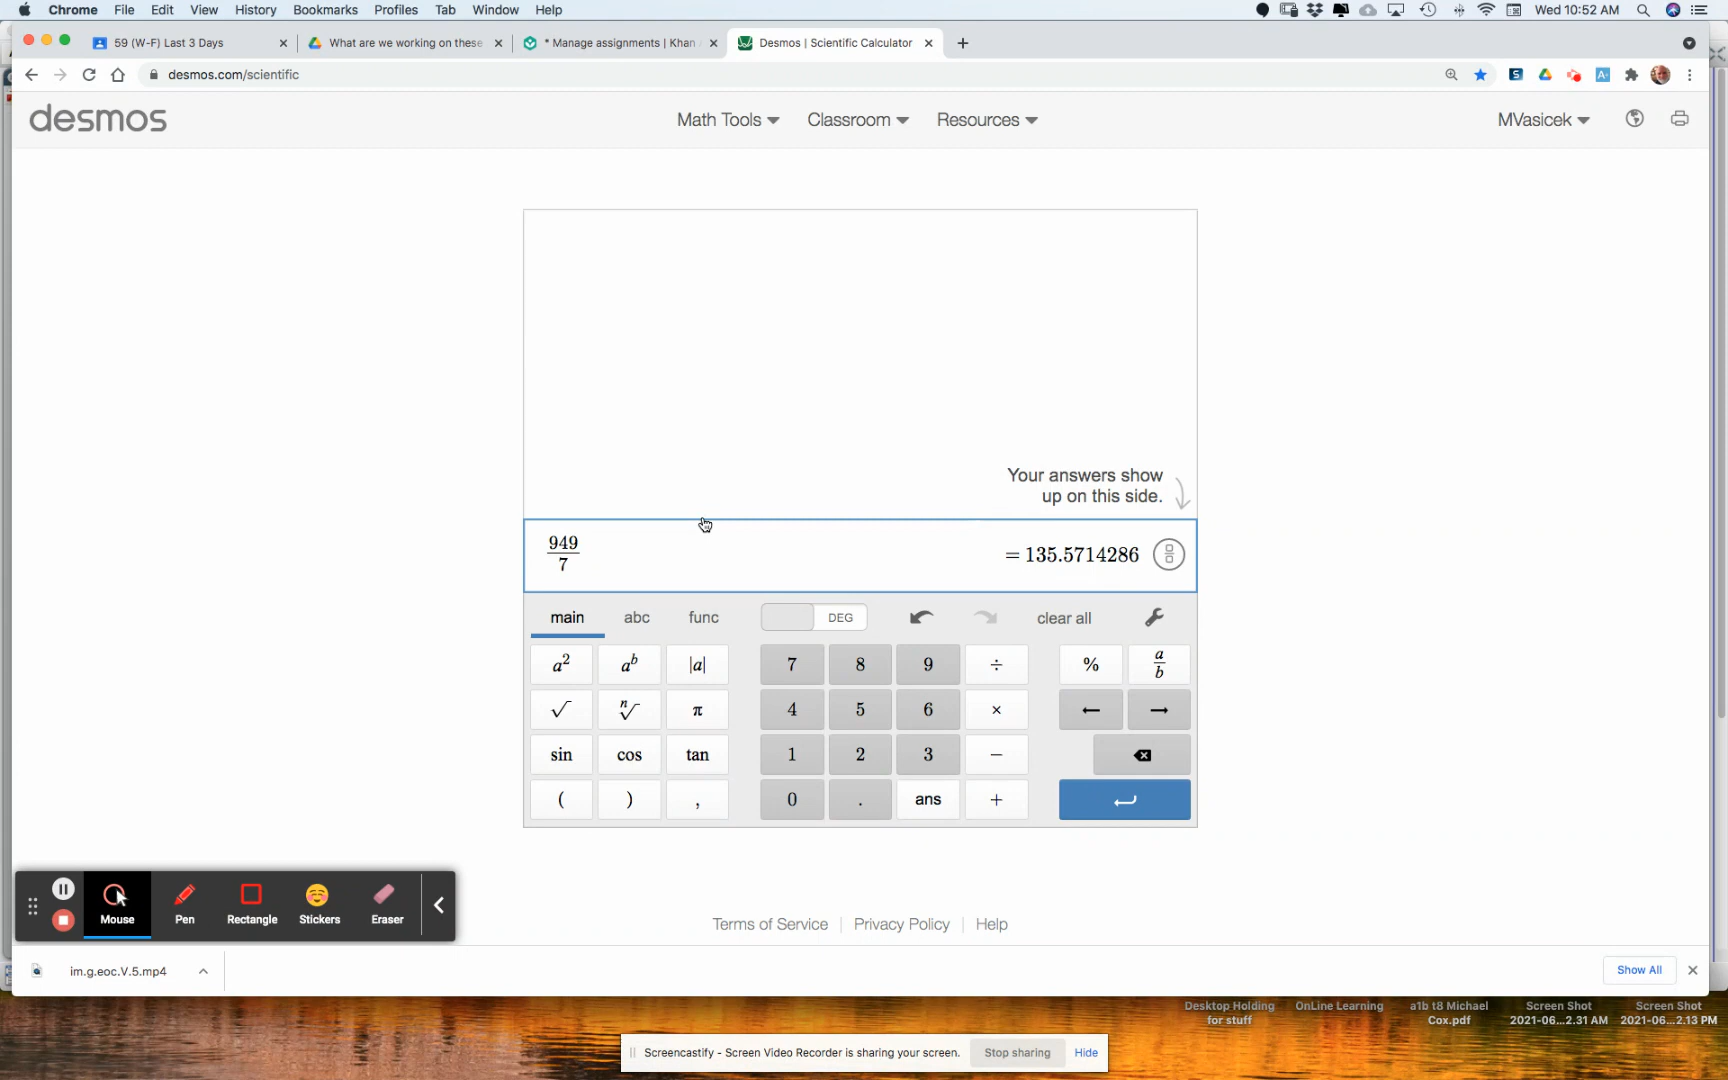 Chrome File Edit View History Bookmarks Profiles Tab Window Help Wed 10:52 AM
59 (W-F) Last 3 Days What are we working on these * Manage assignments | Khan Desmos | Scientific Calculator
desmos.com/scientific
desmos Math Tools Classroom Resources MVasicek
Your answers show
up on this side.
949
7
= 135.5714286
main abc func DEG clear all
a² aᵇ |a| 7 8 9 ÷ % a/b
√ ⁿ√ π 4 5 6 × ← →
sin cos tan 1 2 3 −
( ) , 0 . ans +
Mouse Pen Rectangle Stickers Eraser
Terms of Service Privacy Policy Help
im.g.eoc.V.5.mp4 Show All
Desktop Holding OnLine Learning a1b t8 Michael Screen Shot Screen Shot
for stuff Cox.pdf 2021-06...2.31 AM 2021-06...2.13 PM
Screencastify - Screen Video Recorder is sharing your screen. Stop sharing Hide